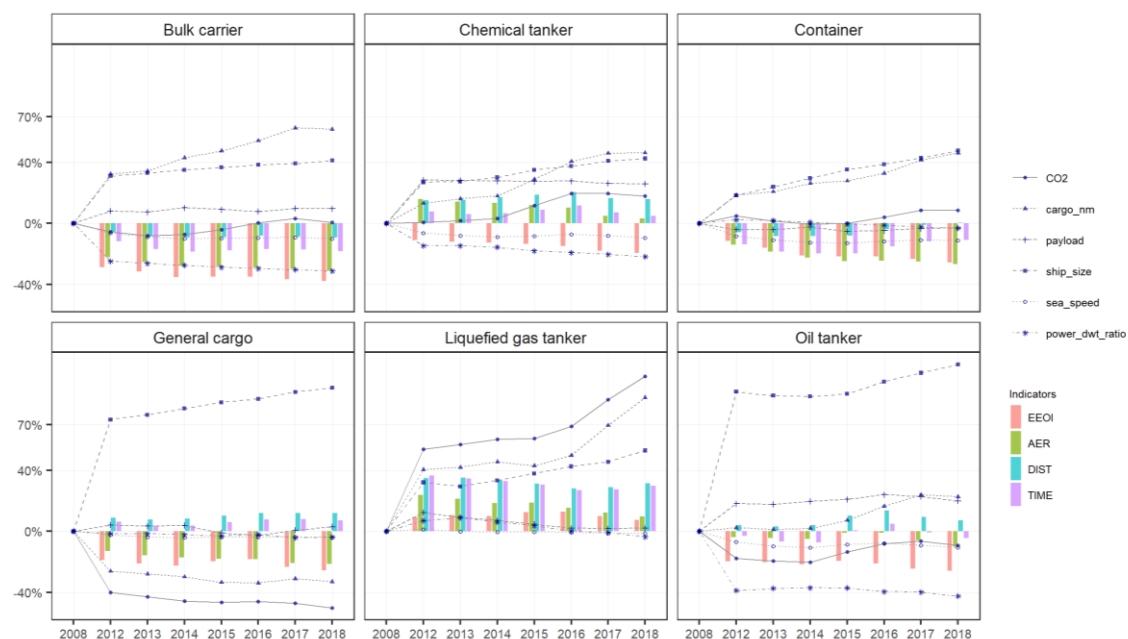 Bulk carrier
Chemical tanker
Container
70%
40%
0%
-40%
General cargo
Liquefied gas tanker
Oil tanker
70%
40%
0%
-40%
2008 2012 2013 2014 2015 2016 2017 2018
2008 2012 2013 2014 2015 2016 2017 2018
2008 2012 2013 2014 2015 2016 2017 2018
CO2
cargo_nm
payload
ship_size
sea_speed
power_dwt_ratio
Indicators
EEOI
AER
DIST
TIME